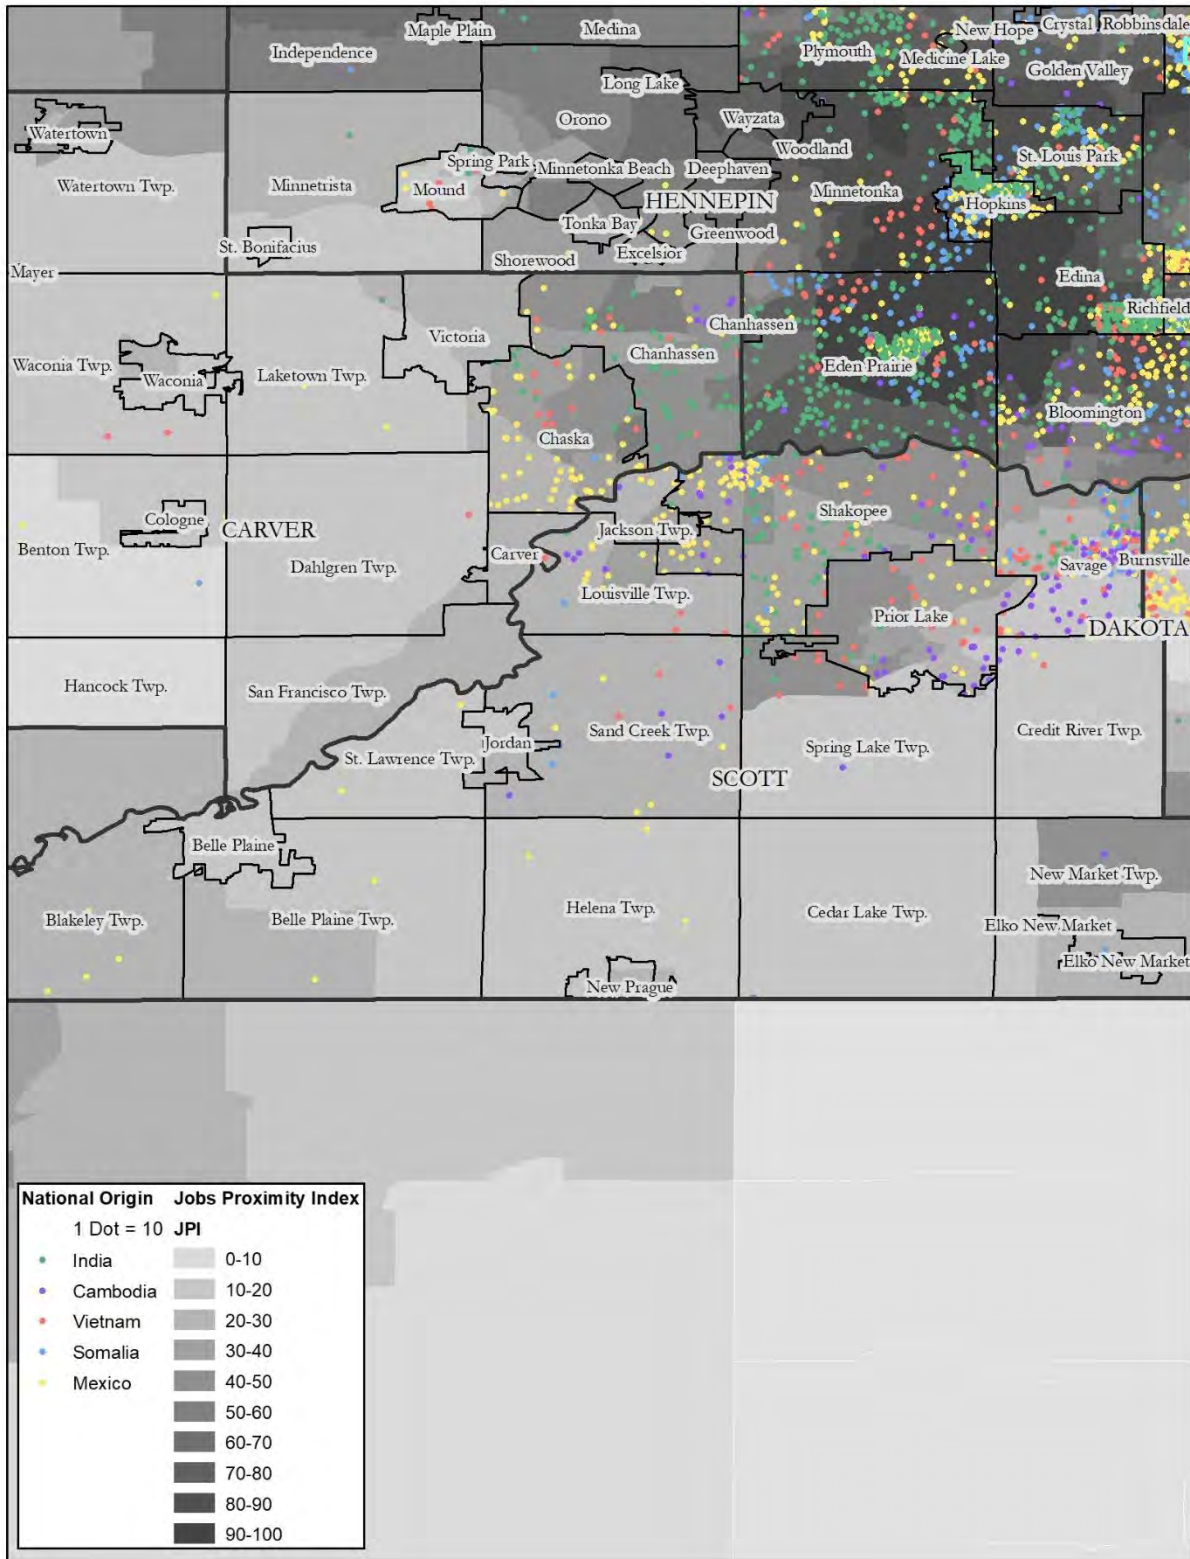 Maple Plain
Medina
New Hope
Crystal
Robbinsdale
Independence
Plymouth
Medicine Lake
Golden Valley
Long Lake
Watertown
Orono
Wayzata
Woodland
St. Louis Park
Watertown Twp.
Minnetrista
Spring Park
Mound
Minnetonka Beach
Deephaven
Minnetonka
Hopkins
HENNEPIN
Tonka Bay
Greenwood
St. Bonifacius
Shorewood
Excelsior
Mayer
Edina
Richfield
Victoria
Chanhassen
Chanhassen
Waconia Twp.
Waconia
Laketown Twp.
Eden Prairie
Bloomington
Chaska
Cologne
CARVER
Benton Twp.
Dahlgren Twp.
Carver
Jackson Twp.
Shakopee
Louisville Twp.
Savage
Burnsville
Prior Lake
DAKOTA
Hancock Twp.
San Francisco Twp.
Jordan
Sand Creek Twp.
St. Lawrence Twp.
Spring Lake Twp.
Credit River Twp.
SCOTT
Belle Plaine
New Market Twp.
Blakeley Twp.
Belle Plaine Twp.
Helena Twp.
Cedar Lake Twp.
Elko New Market
Elko New Market
New Prague
National Origin Jobs Proximity Index
1 Dot = 10 JPI
India 0-10
Cambodia 10-20
Vietnam 20-30
Somalia 30-40
Mexico 40-50
50-60
60-70
70-80
80-90
90-100